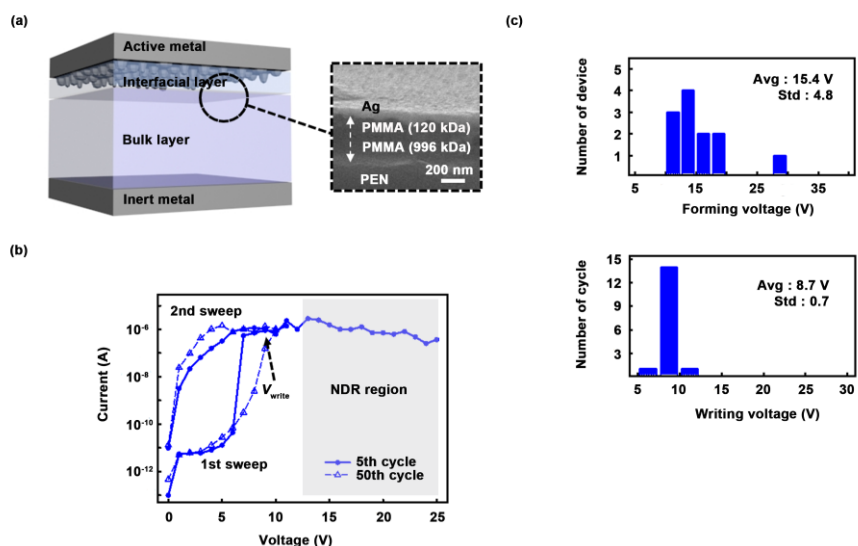 (a)
Active metal
Interfacial layer
Bulk layer
Inert metal
Ag
PMMA (120 kDa)
PMMA (996 kDa)
200 nm
PEN
(b)
Current (A)
10-6
10-8
10-10
10-12
2nd sweep
Vwrite
NDR region
1st sweep
5th cycle
50th cycle
0 5 10 15 20 25
Voltage (V)
(c)
Number of device
5
4
3
2
1
Avg : 15.4 V
Std : 4.8
5 15 25 35
Forming voltage (V)
Number of cycle
15
12
9
6
3
Avg : 8.7 V
Std : 0.7
5 10 15 20 25 30
Writing voltage (V)